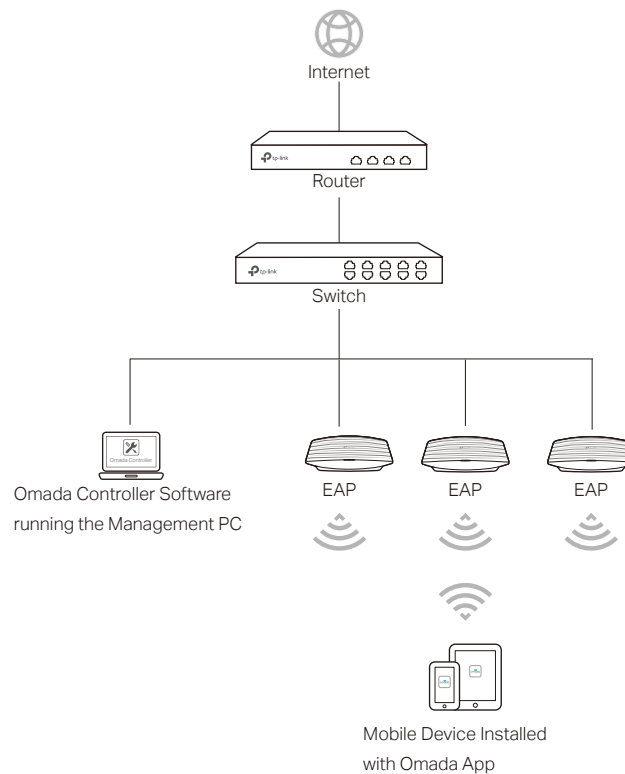 Internet
tp-link
Router
tp-link
Switch
Omada Controller
Omada Controller Software
running the Management PC
EAP
EAP
EAP
Mobile Device Installed
with Omada App